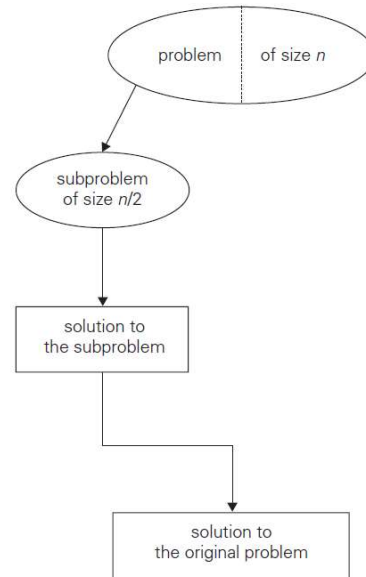 problem of size n
subproblem
of size n/2
solution to
the subproblem
solution to
the original problem